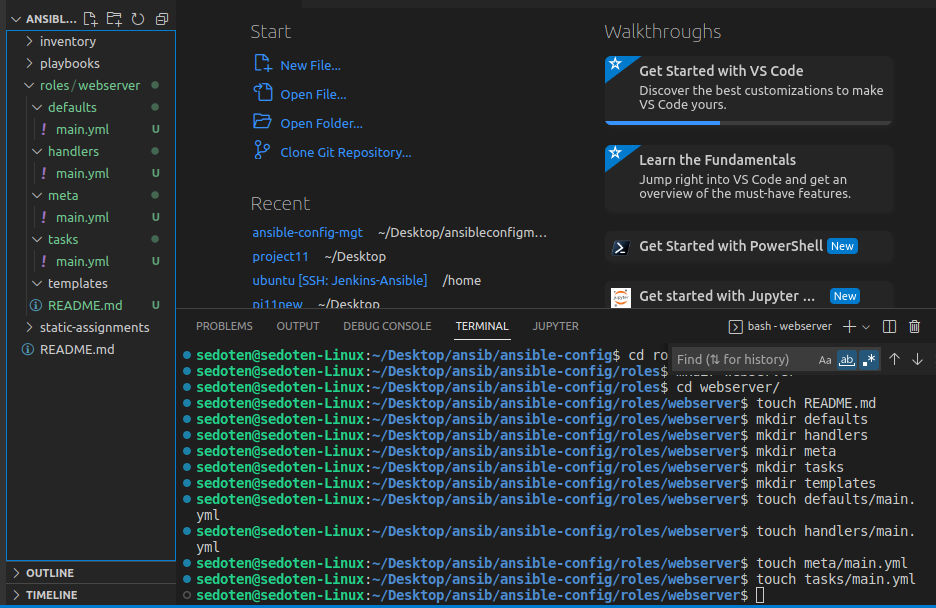 ANSIBL...
inventory
playbooks
roles/webserver
defaults
! main.yml U
handlers
! main.yml U
meta
! main.yml U
tasks
! main.yml U
templates
README.md U
static-assignments
README.md
OUTLINE
TIMELINE
Start
New File...
Open File...
Open Folder...
Clone Git Repository...
Recent
ansible-config-mgt ~/Desktop/ansibleconfigm...
project11 ~/Desktop
ubuntu [SSH: Jenkins-Ansible] /home
pj11new ~/Desktop
Walkthroughs
Get Started with VS Code
Discover the best customizations to make
VS Code yours.
Learn the Fundamentals
Jump right into VS Code and get an
overview of the must-have features.
Get Started with PowerShell New
Get started with Jupyter ... New
PROBLEMS OUTPUT DEBUG CONSOLE TERMINAL JUPYTER
bash - webserver
Find (⇅ for history) Aa ab .*
sedoten@sedoten-Linux:~/Desktop/ansib/ansible-config$ cd ro
sedoten@sedoten-Linux:~/Desktop/ansib/ansible-config/roles$ mkdir webserver
sedoten@sedoten-Linux:~/Desktop/ansib/ansible-config/roles$ cd webserver/
sedoten@sedoten-Linux:~/Desktop/ansib/ansible-config/roles/webserver$ touch README.md
sedoten@sedoten-Linux:~/Desktop/ansib/ansible-config/roles/webserver$ mkdir defaults
sedoten@sedoten-Linux:~/Desktop/ansib/ansible-config/roles/webserver$ mkdir handlers
sedoten@sedoten-Linux:~/Desktop/ansib/ansible-config/roles/webserver$ mkdir meta
sedoten@sedoten-Linux:~/Desktop/ansib/ansible-config/roles/webserver$ mkdir tasks
sedoten@sedoten-Linux:~/Desktop/ansib/ansible-config/roles/webserver$ mkdir templates
sedoten@sedoten-Linux:~/Desktop/ansib/ansible-config/roles/webserver$ touch defaults/main.
yml
sedoten@sedoten-Linux:~/Desktop/ansib/ansible-config/roles/webserver$ touch handlers/main.
yml
sedoten@sedoten-Linux:~/Desktop/ansib/ansible-config/roles/webserver$ touch meta/main.yml
sedoten@sedoten-Linux:~/Desktop/ansib/ansible-config/roles/webserver$ touch tasks/main.yml
sedoten@sedoten-Linux:~/Desktop/ansib/ansible-config/roles/webserver$